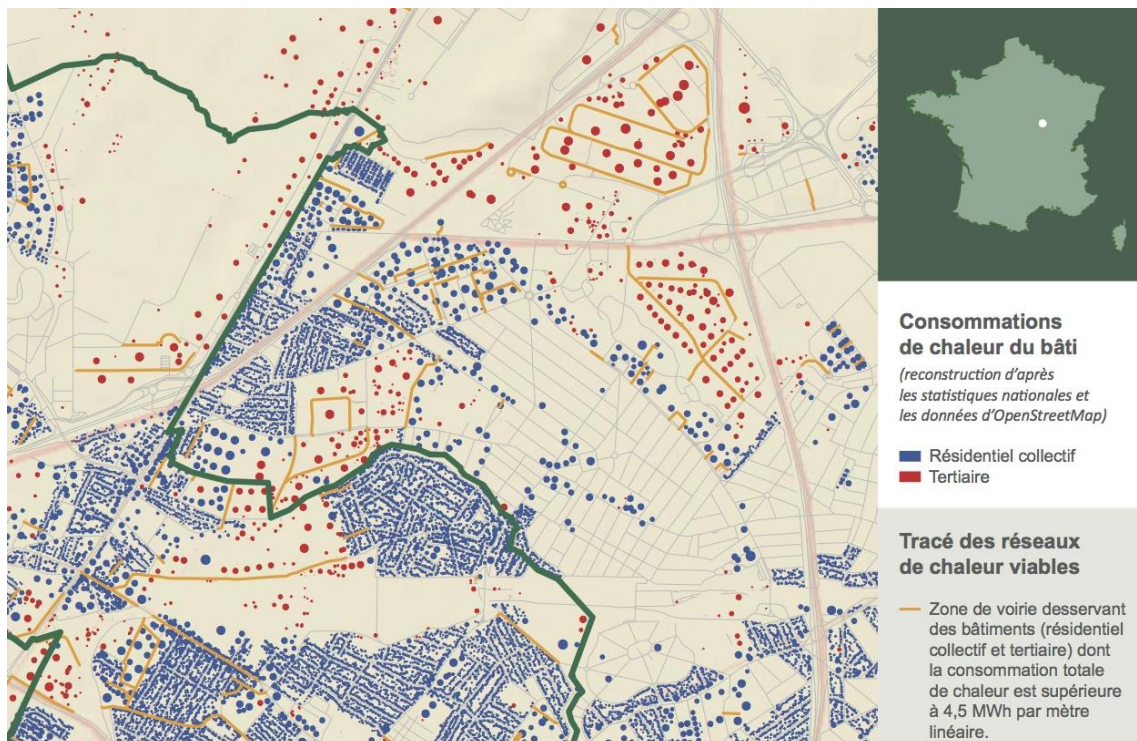 Consommations
de chaleur du bâti
(reconstruction d'après
les statistiques nationales et
les données d'OpenStreetMap)
Résidentiel collectif
Tertiaire
Tracé des réseaux
de chaleur viables
Zone de voirie desservant
des bâtiments (résidentiel
collectif et tertiaire) dont
la consommation totale
de chaleur est supérieure
à 4,5 MWh par mètre
linéaire.